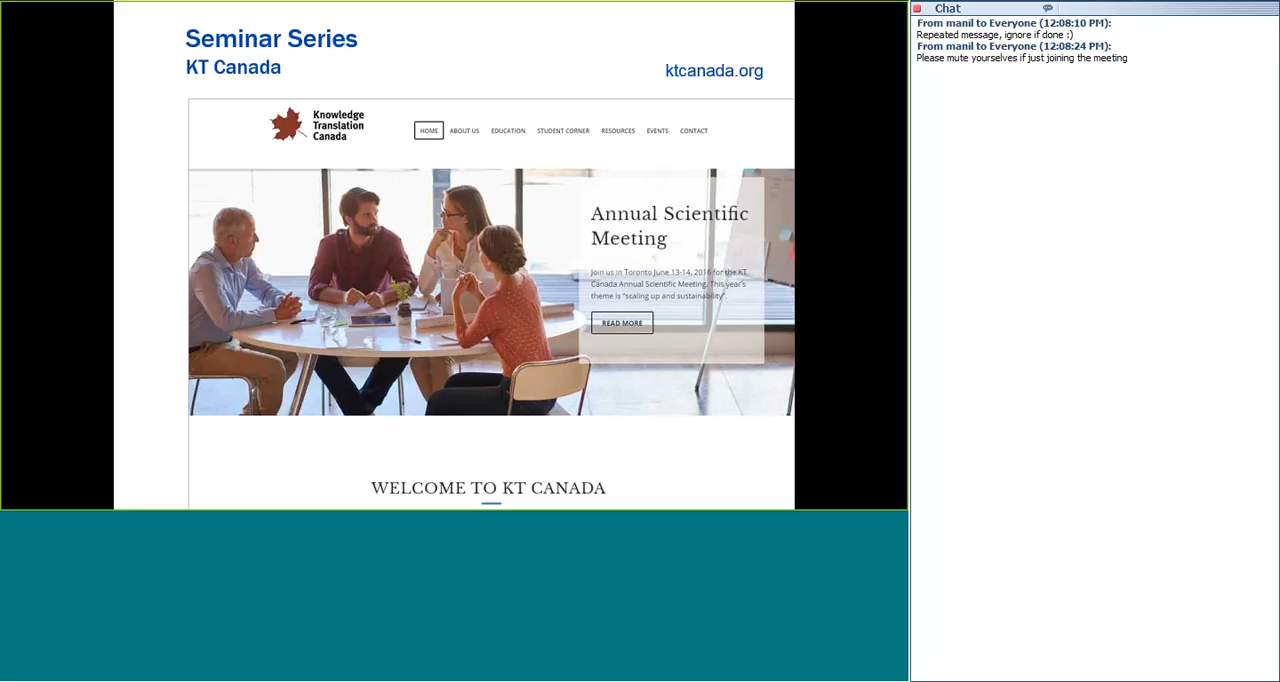 Seminar Series
KT Canada
ktcanada.org
Knowledge
Translation
Canada
HOME ABOUT US EDUCATION STUDENT CORNER RESOURCES EVENTS CONTACT
Annual Scientific
Meeting
Join us in Toronto June 13-14, 2016 for the KT
Canada Annual Scientific Meeting. This year's
theme is "scaling up and sustainability".
READ MORE
WELCOME TO KT CANADA
Chat
From manil to Everyone (12:08:10 PM):
Repeated message, ignore if done :)
From manil to Everyone (12:08:24 PM):
Please mute yourselves if just joining the meeting